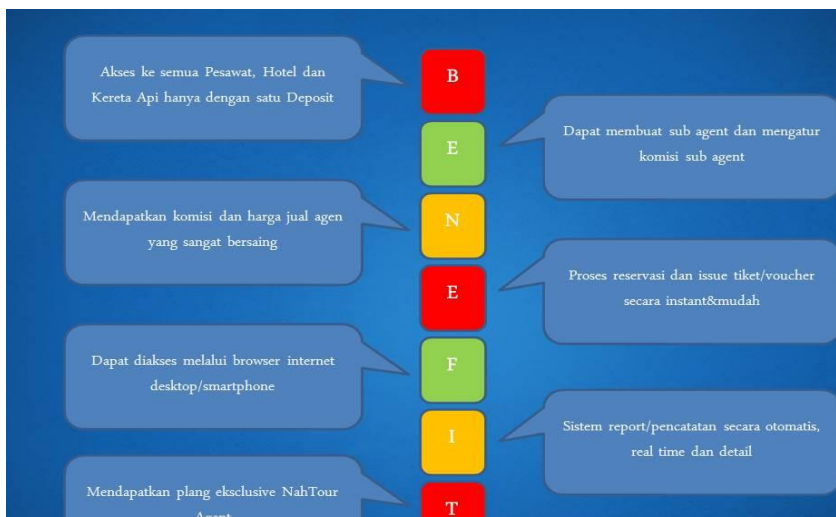 Akses ke semua Pesawat, Hotel dan
Kereta Api hanya dengan satu Deposit
B
Dapat membuat sub agent dan mengatur
komisi sub agent
E
Mendapatkan komisi dan harga jual agen
yang sangat bersaing
N
Proses reservasi dan issue tiket/voucher
secara instant&mudah
E
Dapat diakses melalui browser internet
desktop/smartphone
F
Sistem report/pencatatan secara otomatis,
real time dan detail
I
Mendapatkan plang eksclusive NahTour
Agent
T